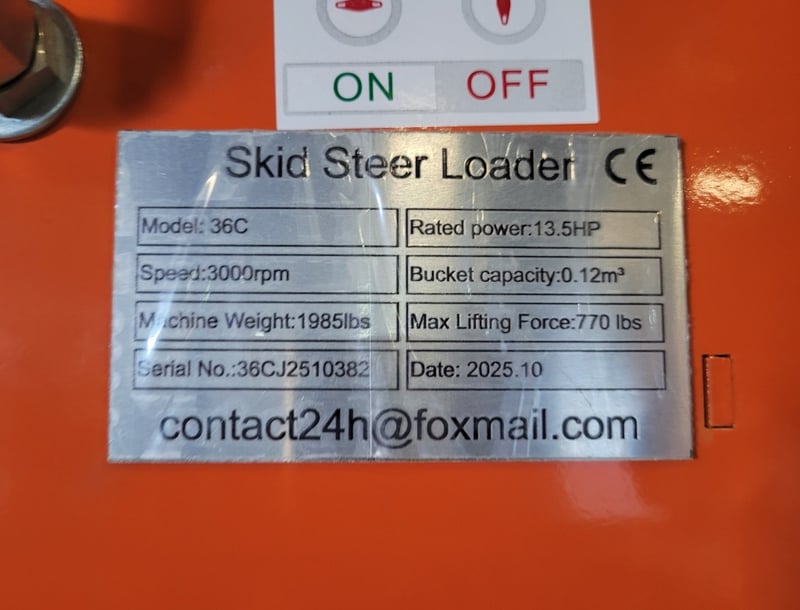 ON OFF
Skid Steer Loader CE
Model: 36C
Rated power:13.5HP
Speed:3000rpm
Bucket capacity:0.12m³
Machine Weight:1985lbs
Max Lifting Force:770 lbs
Serial No.:36CJ2510382
Date: 2025.10
contact24h@foxmail.com